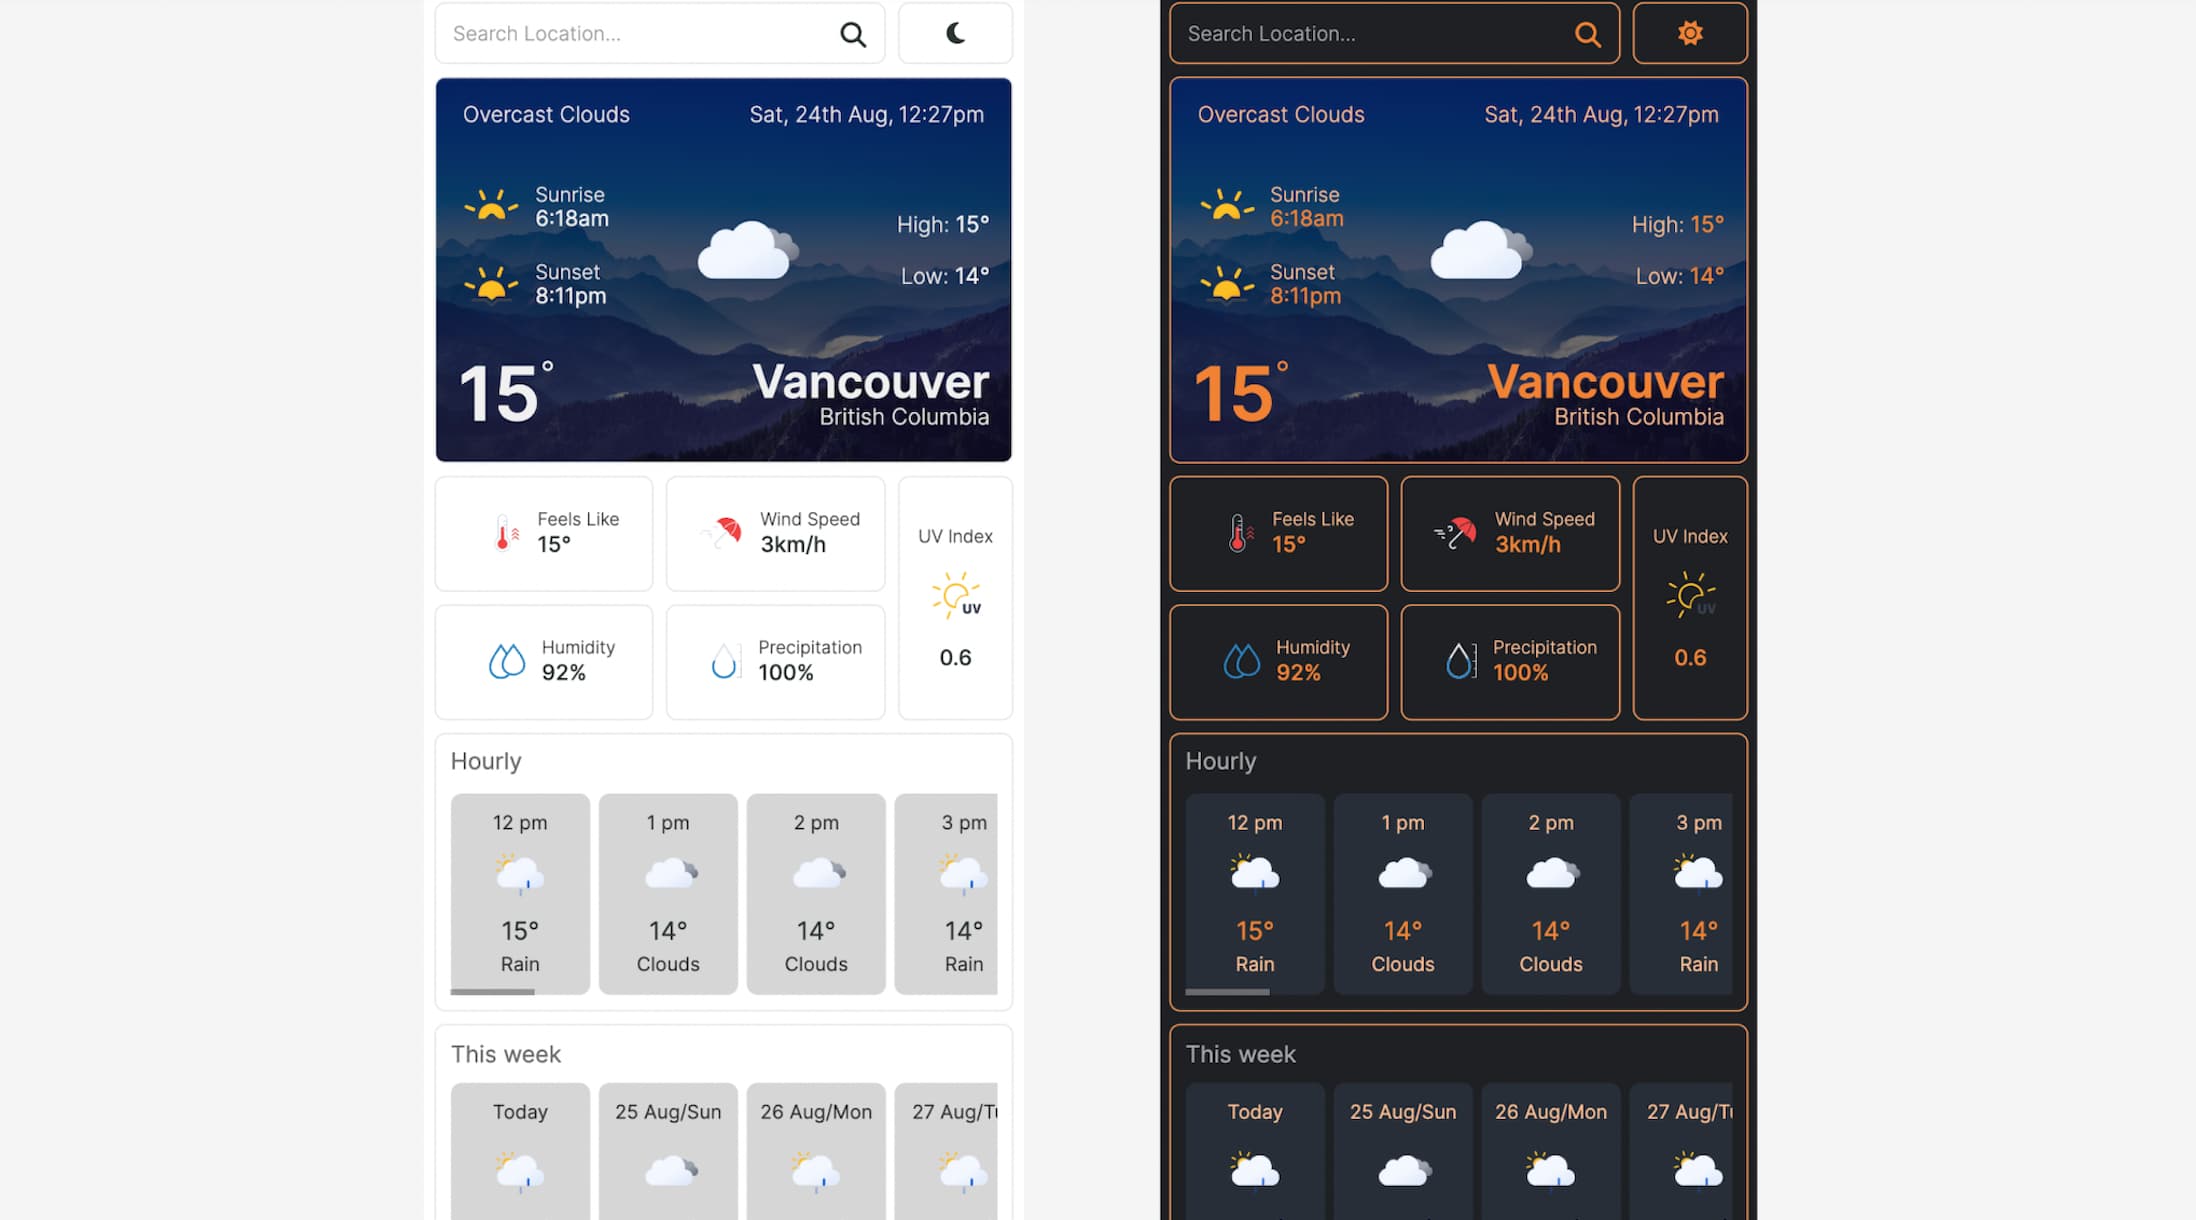 Search Location...
Overcast Clouds
Sat, 24th Aug, 12:27pm
Sunrise
6:18am
Sunset
8:11pm
High: 15°
Low: 14°
15°
Vancouver
British Columbia
Feels Like
15°
Wind Speed
3km/h
UV Index
UV
0.6
Humidity
92%
Precipitation
100%
Hourly
12 pm
15°
Rain
1 pm
14°
Clouds
2 pm
14°
Clouds
3 pm
14°
Rain
This week
Today
25 Aug/Sun
26 Aug/Mon
27 Aug/T
Search Location...
Overcast Clouds
Sat, 24th Aug, 12:27pm
Sunrise
6:18am
Sunset
8:11pm
High: 15°
Low: 14°
15°
Vancouver
British Columbia
Feels Like
15°
Wind Speed
3km/h
UV Index
UV
0.6
Humidity
92%
Precipitation
100%
Hourly
12 pm
15°
Rain
1 pm
14°
Clouds
2 pm
14°
Clouds
3 pm
14°
Rain
This week
Today
25 Aug/Sun
26 Aug/Mon
27 Aug/T